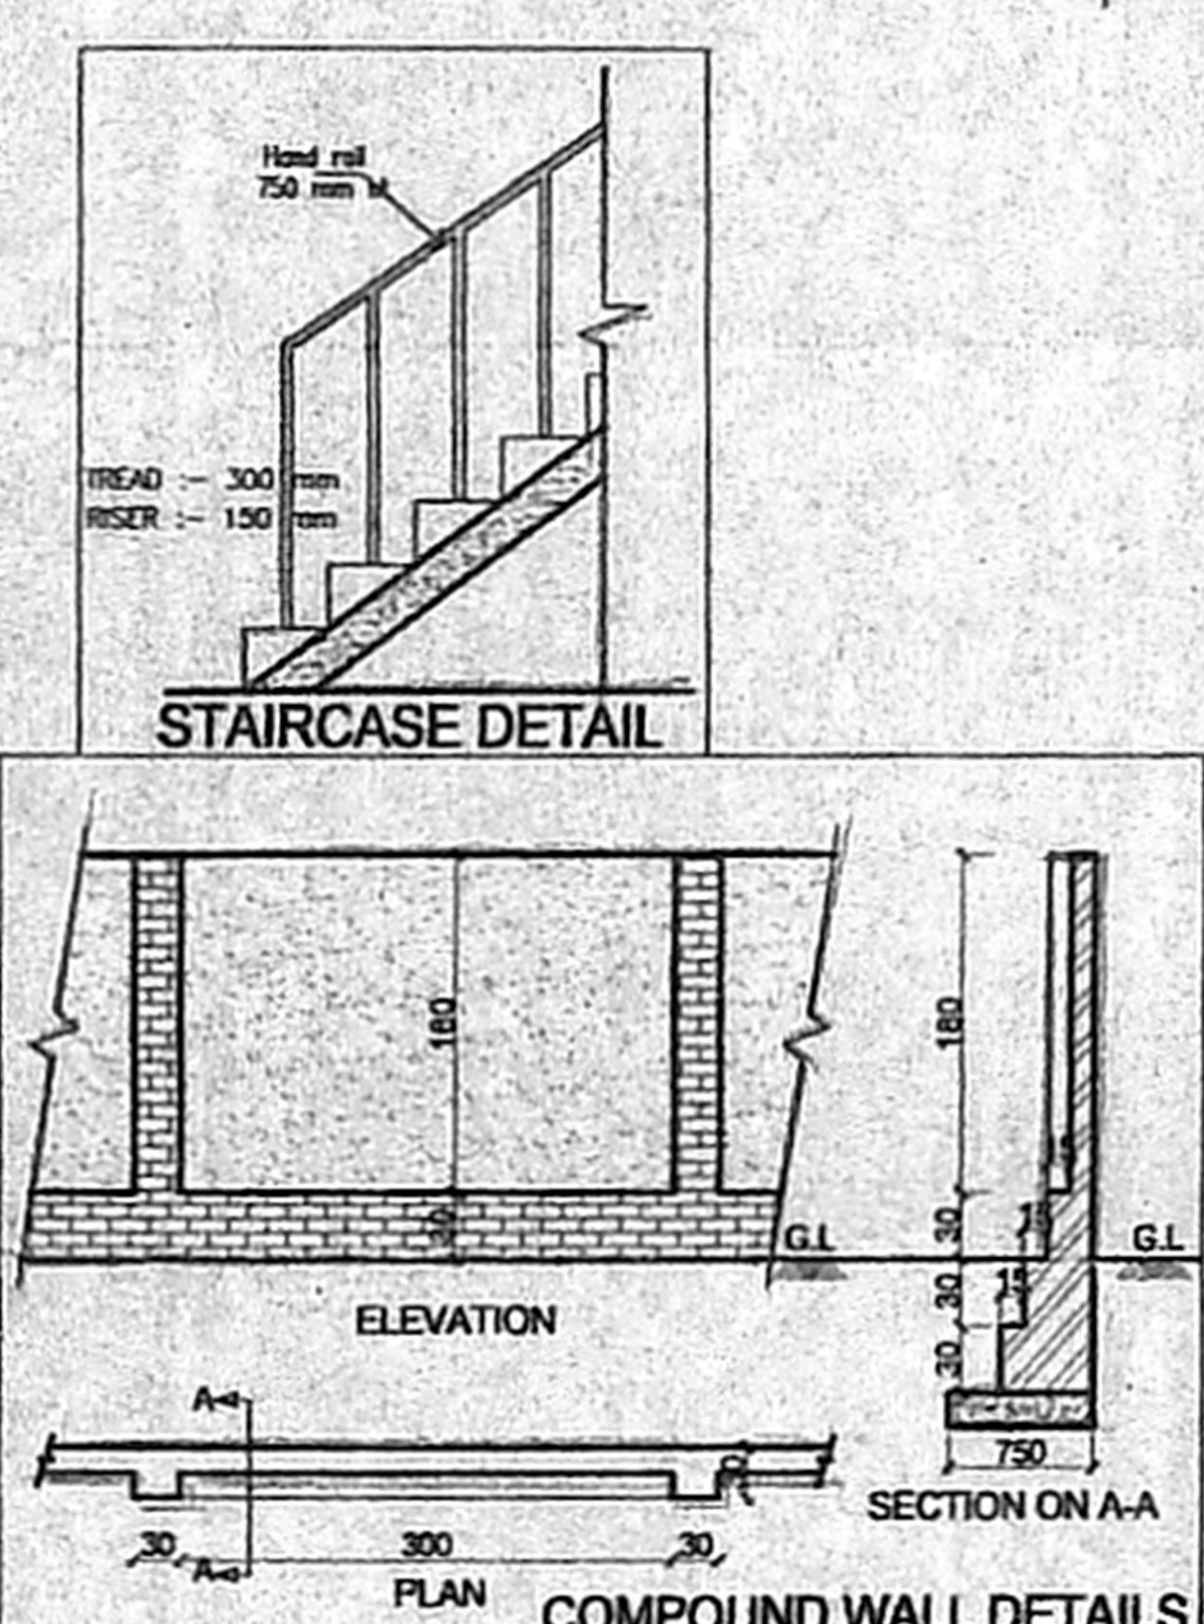 Hand rail
750 mm ht
TREAD :- 300 mm
RISER :- 150 mm
STAIRCASE DETAIL
180
30
G.L
ELEVATION
180
30
30
30
15
15
G.L
750
SECTION ON A-A
A
A
30
300
30
PLAN
COMPOUND WALL DETAILS